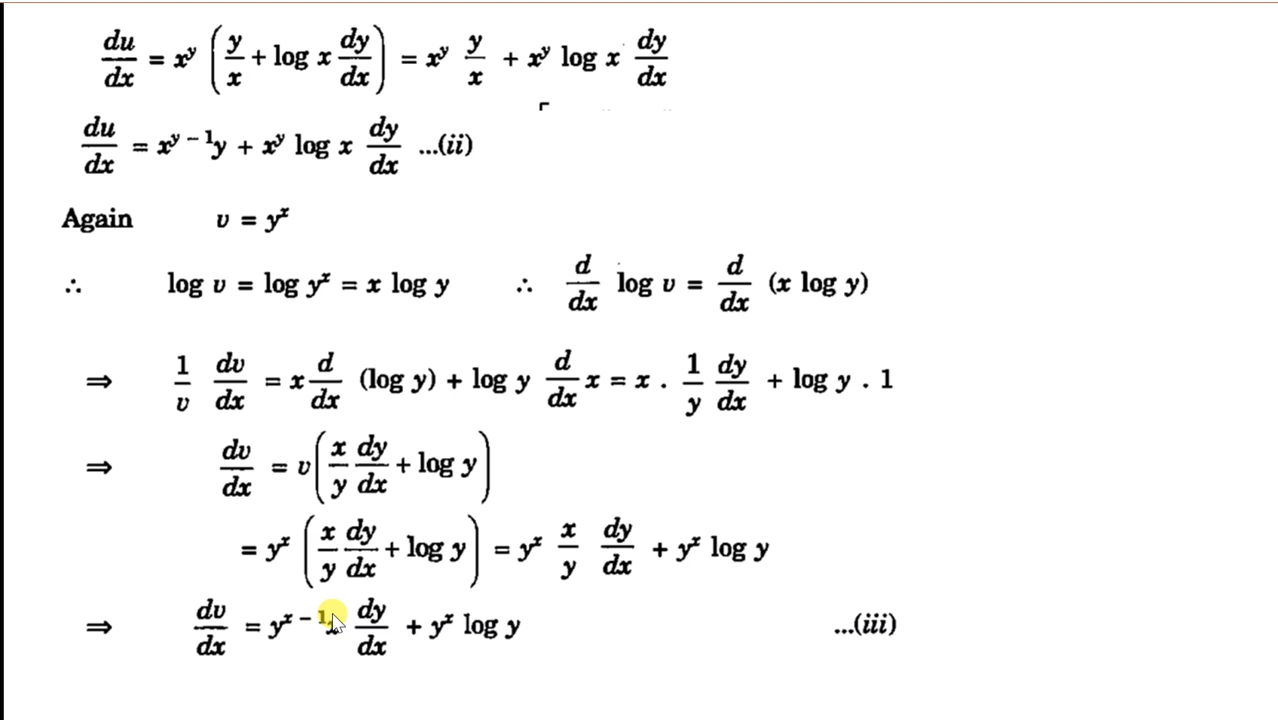 du/dx = x^y (y/x + log x dy/dx) = x^y y/x + x^y log x dy/dx
du/dx = x^(y – 1)y + x^y log x dy/dx ...(ii)
Again v = y^x
∴ log v = log y^x = x log y ∴ d/dx log v = d/dx (x log y)
⇒ 1/v dv/dx = x d/dx (log y) + log y d/dx x = x . 1/y dy/dx + log y . 1
⇒ dv/dx = v(x/y dy/dx + log y)
= y^x (x/y dy/dx + log y) = y^x x/y dy/dx + y^x log y
⇒ dv/dx = y^(x – 1) dy/dx + y^x log y ...(iii)